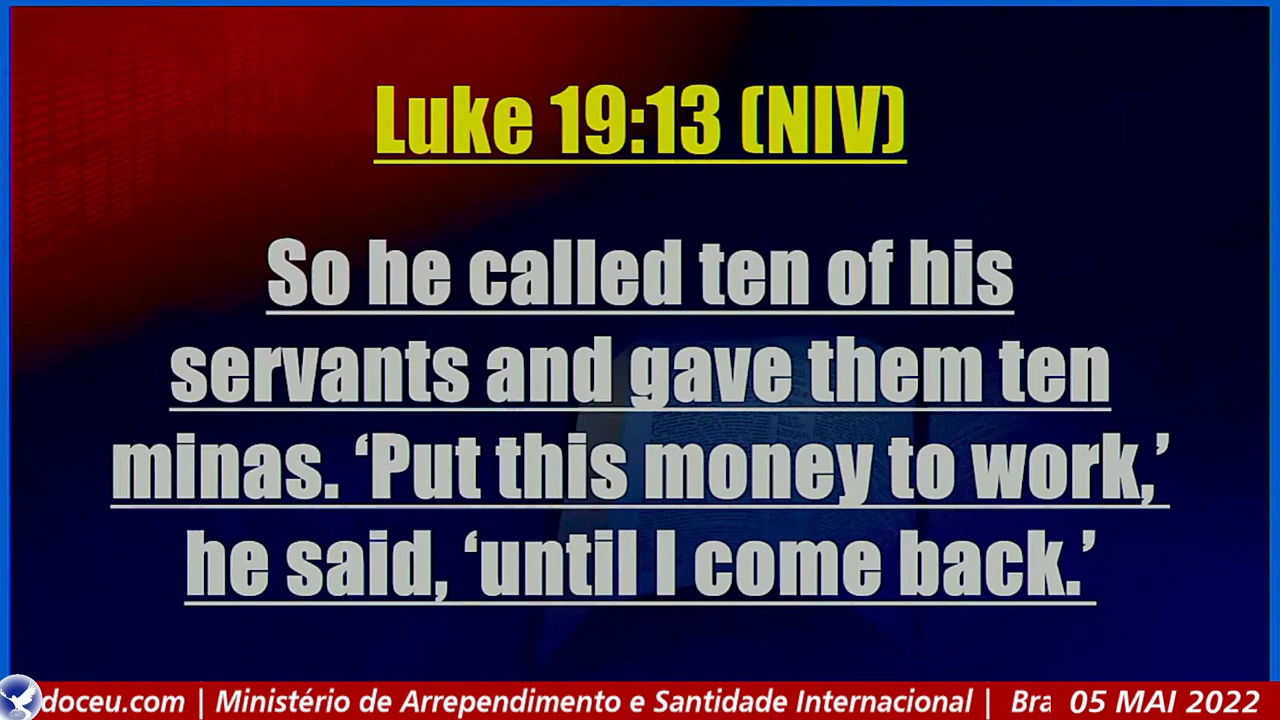 Luke 19:13 (NIV)
So he called ten of his
servants and gave them ten
minas. ‘Put this money to work,’
he said, ‘until I come back.’
doceu.com | Ministério de Arrependimento e Santidade Internacional | Bra 05 MAI 2022